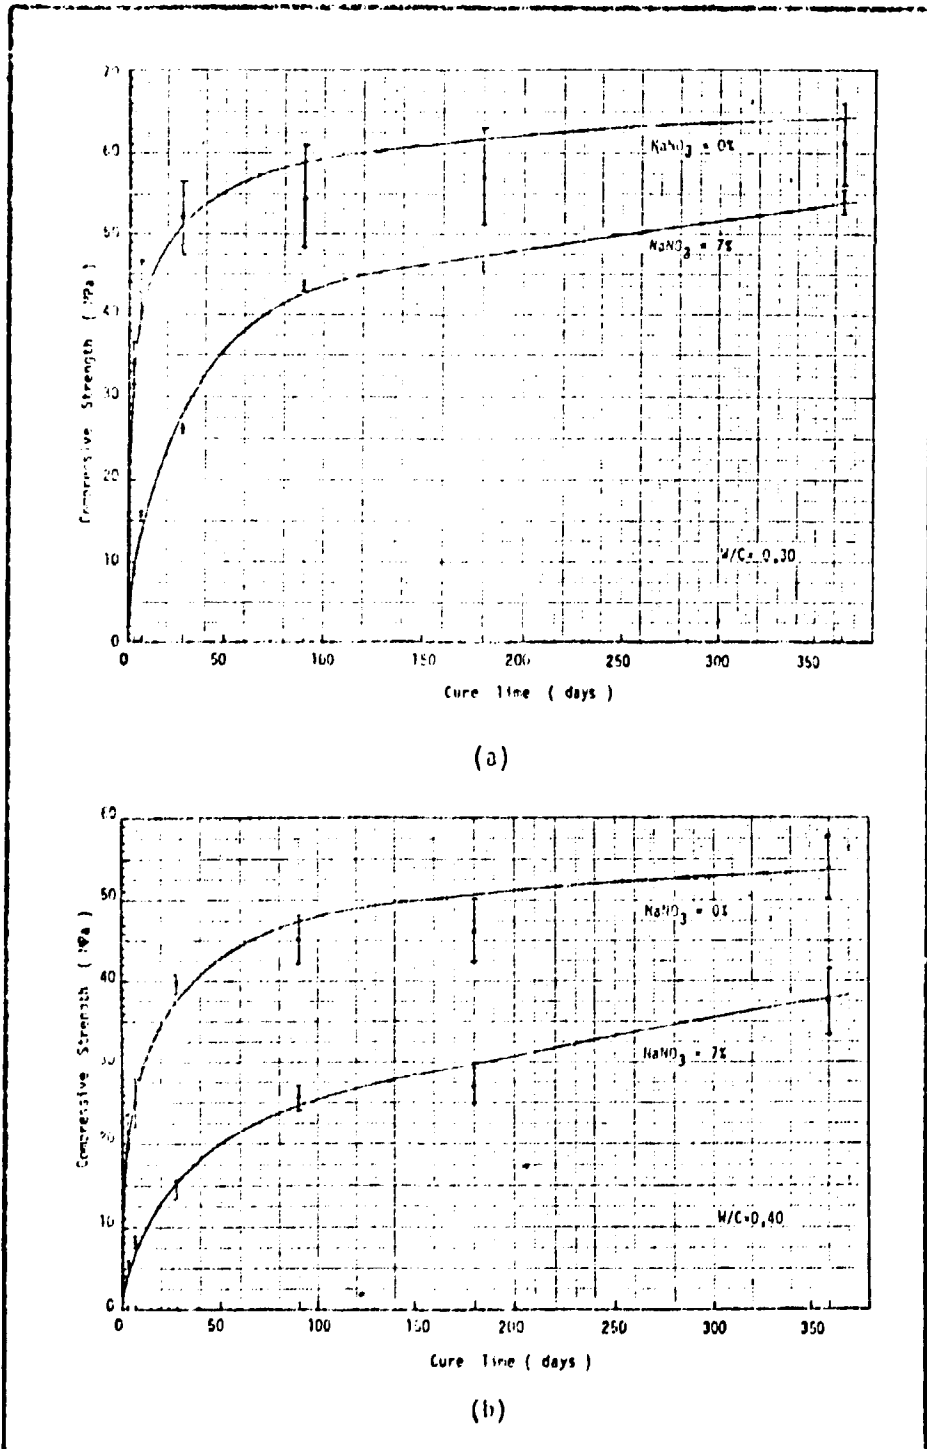 70
60
50
40
30
20
10
0
Compressive Strength ( MPa )
NaNO3 = 0%
NaNO3 = 7%
W/C= 0,30
0 50 100 150 200 250 300 350
Cure Time ( days )
(a)
60
50
40
30
20
10
0
Compressive Strength ( MPa )
NaNO3 = 0%
NaNO3 = 7%
W/C=0,40
0 50 100 150 200 250 300 350
Cure Time ( days )
(b)